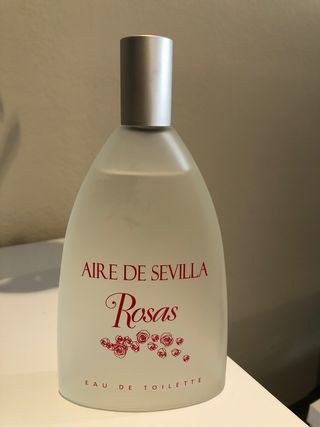 AIRE DE SEVILLA
Rosas
EAU DE TOILETTE